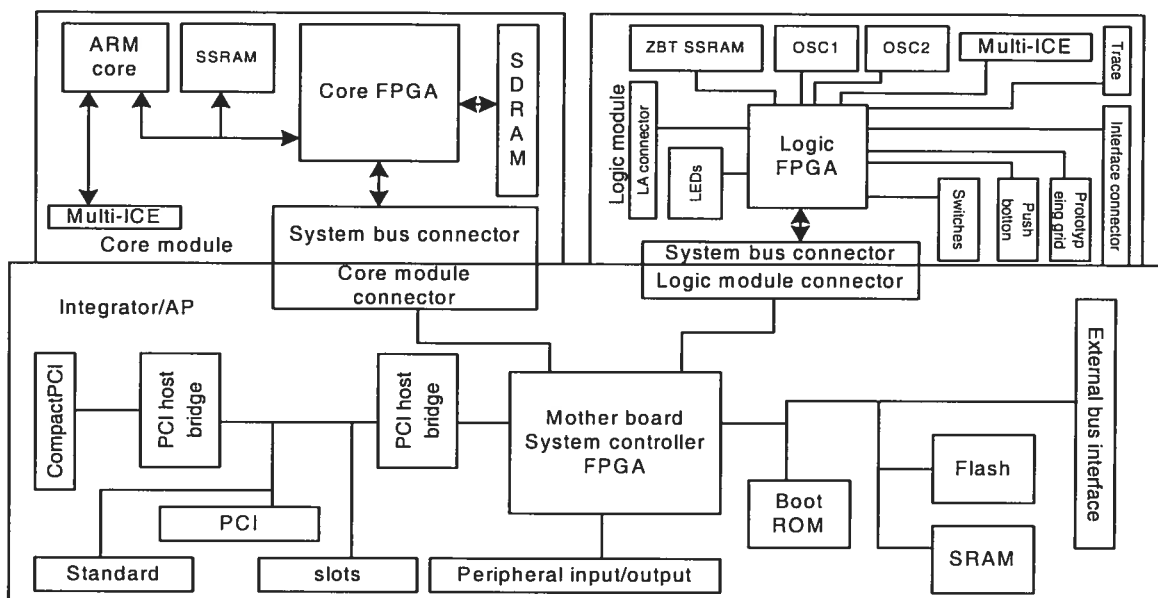 ARM
core
SSRAM
Core FPGA
SDRAM
Multi-ICE
Core module
System bus connector
Core module
connector
ZBT SSRAM
OSC1
OSC2
Multi-ICE
Trace
Logic module
LA connector
LEDs
Logic
FPGA
Switches
Push
botton
Prototyp
eing grid
Interface connector
System bus connector
Logic module connector
Integrator/AP
CompactPCI
PCI host
bridge
PCI host
bridge
Mother board
System controller
FPGA
External bus interface
Flash
Boot
ROM
SRAM
PCI
Standard
slots
Peripheral input/output